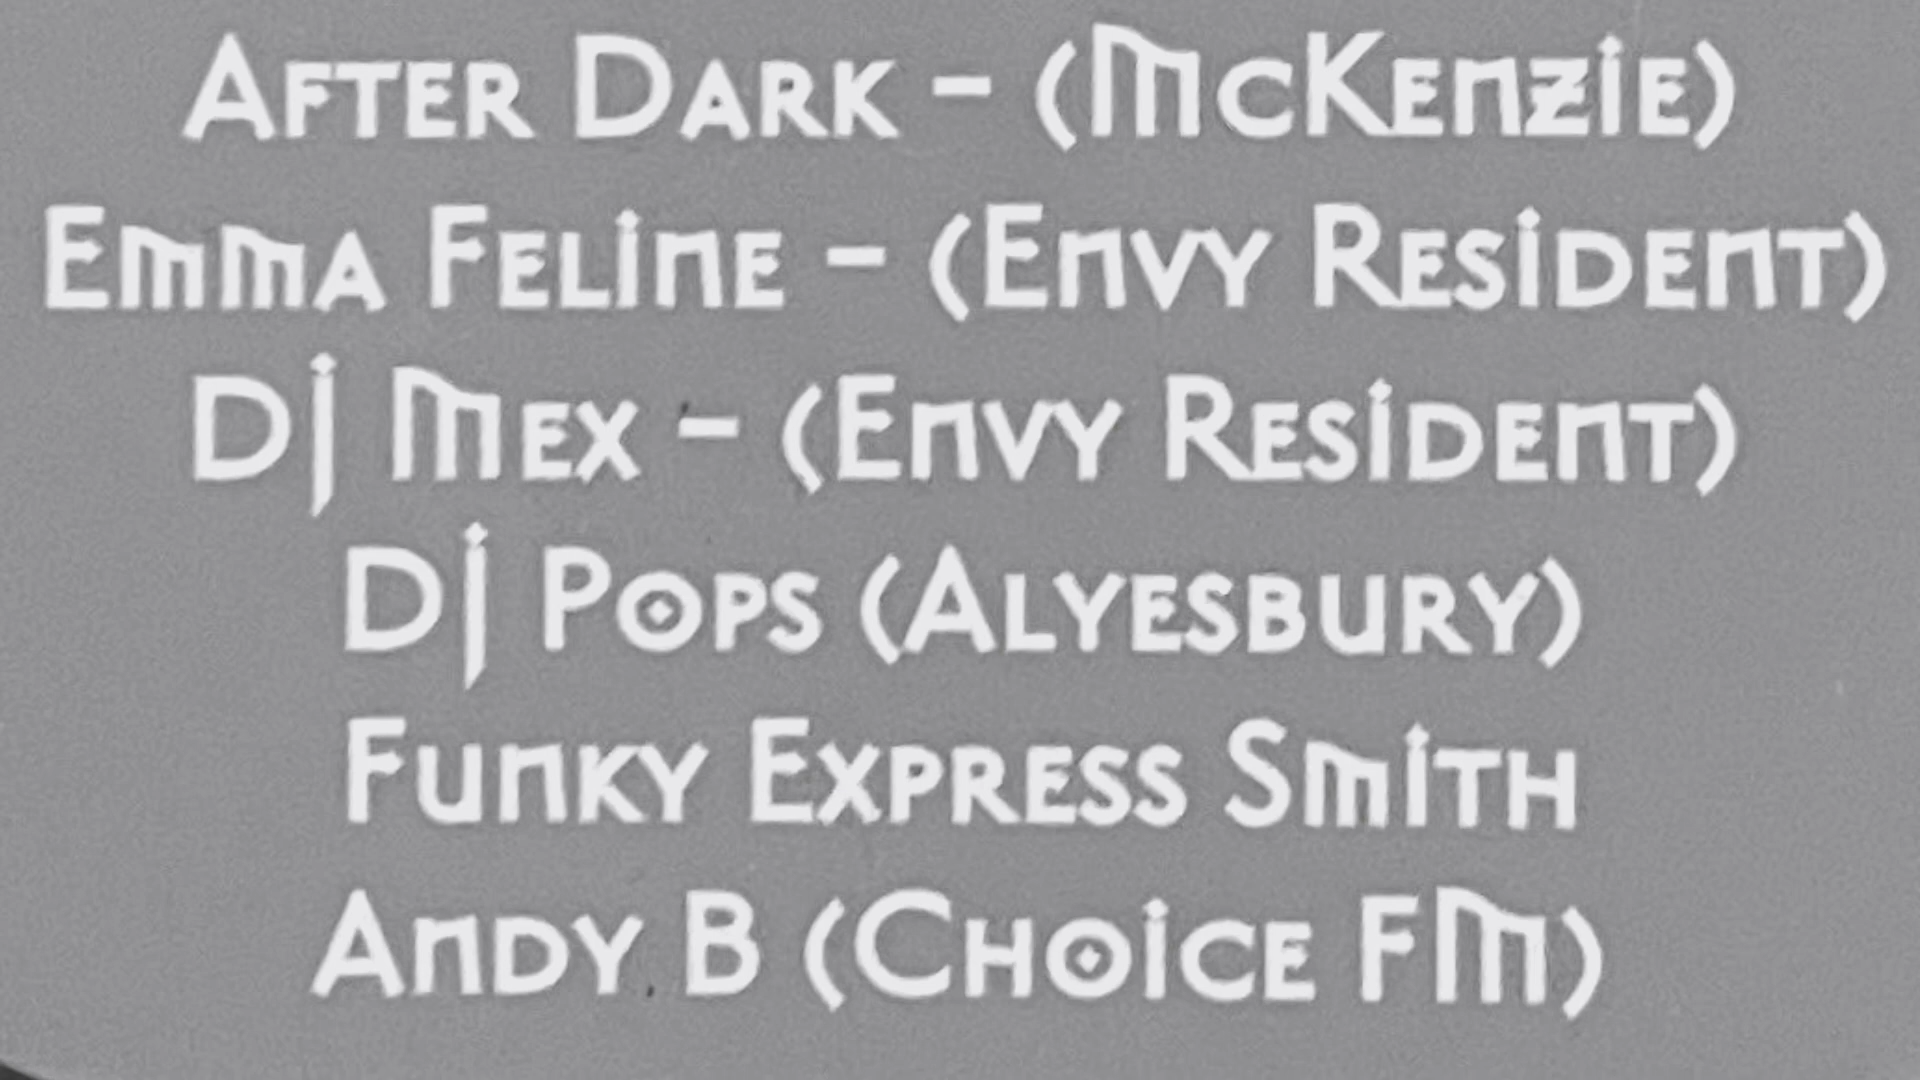 After Dark - (McKenzie)
Emma Feline - (Envy Resident)
Dj Mex - (Envy Resident)
Dj Pops (Alyesbury)
Funky Express Smith
Andy B (Choice FM)